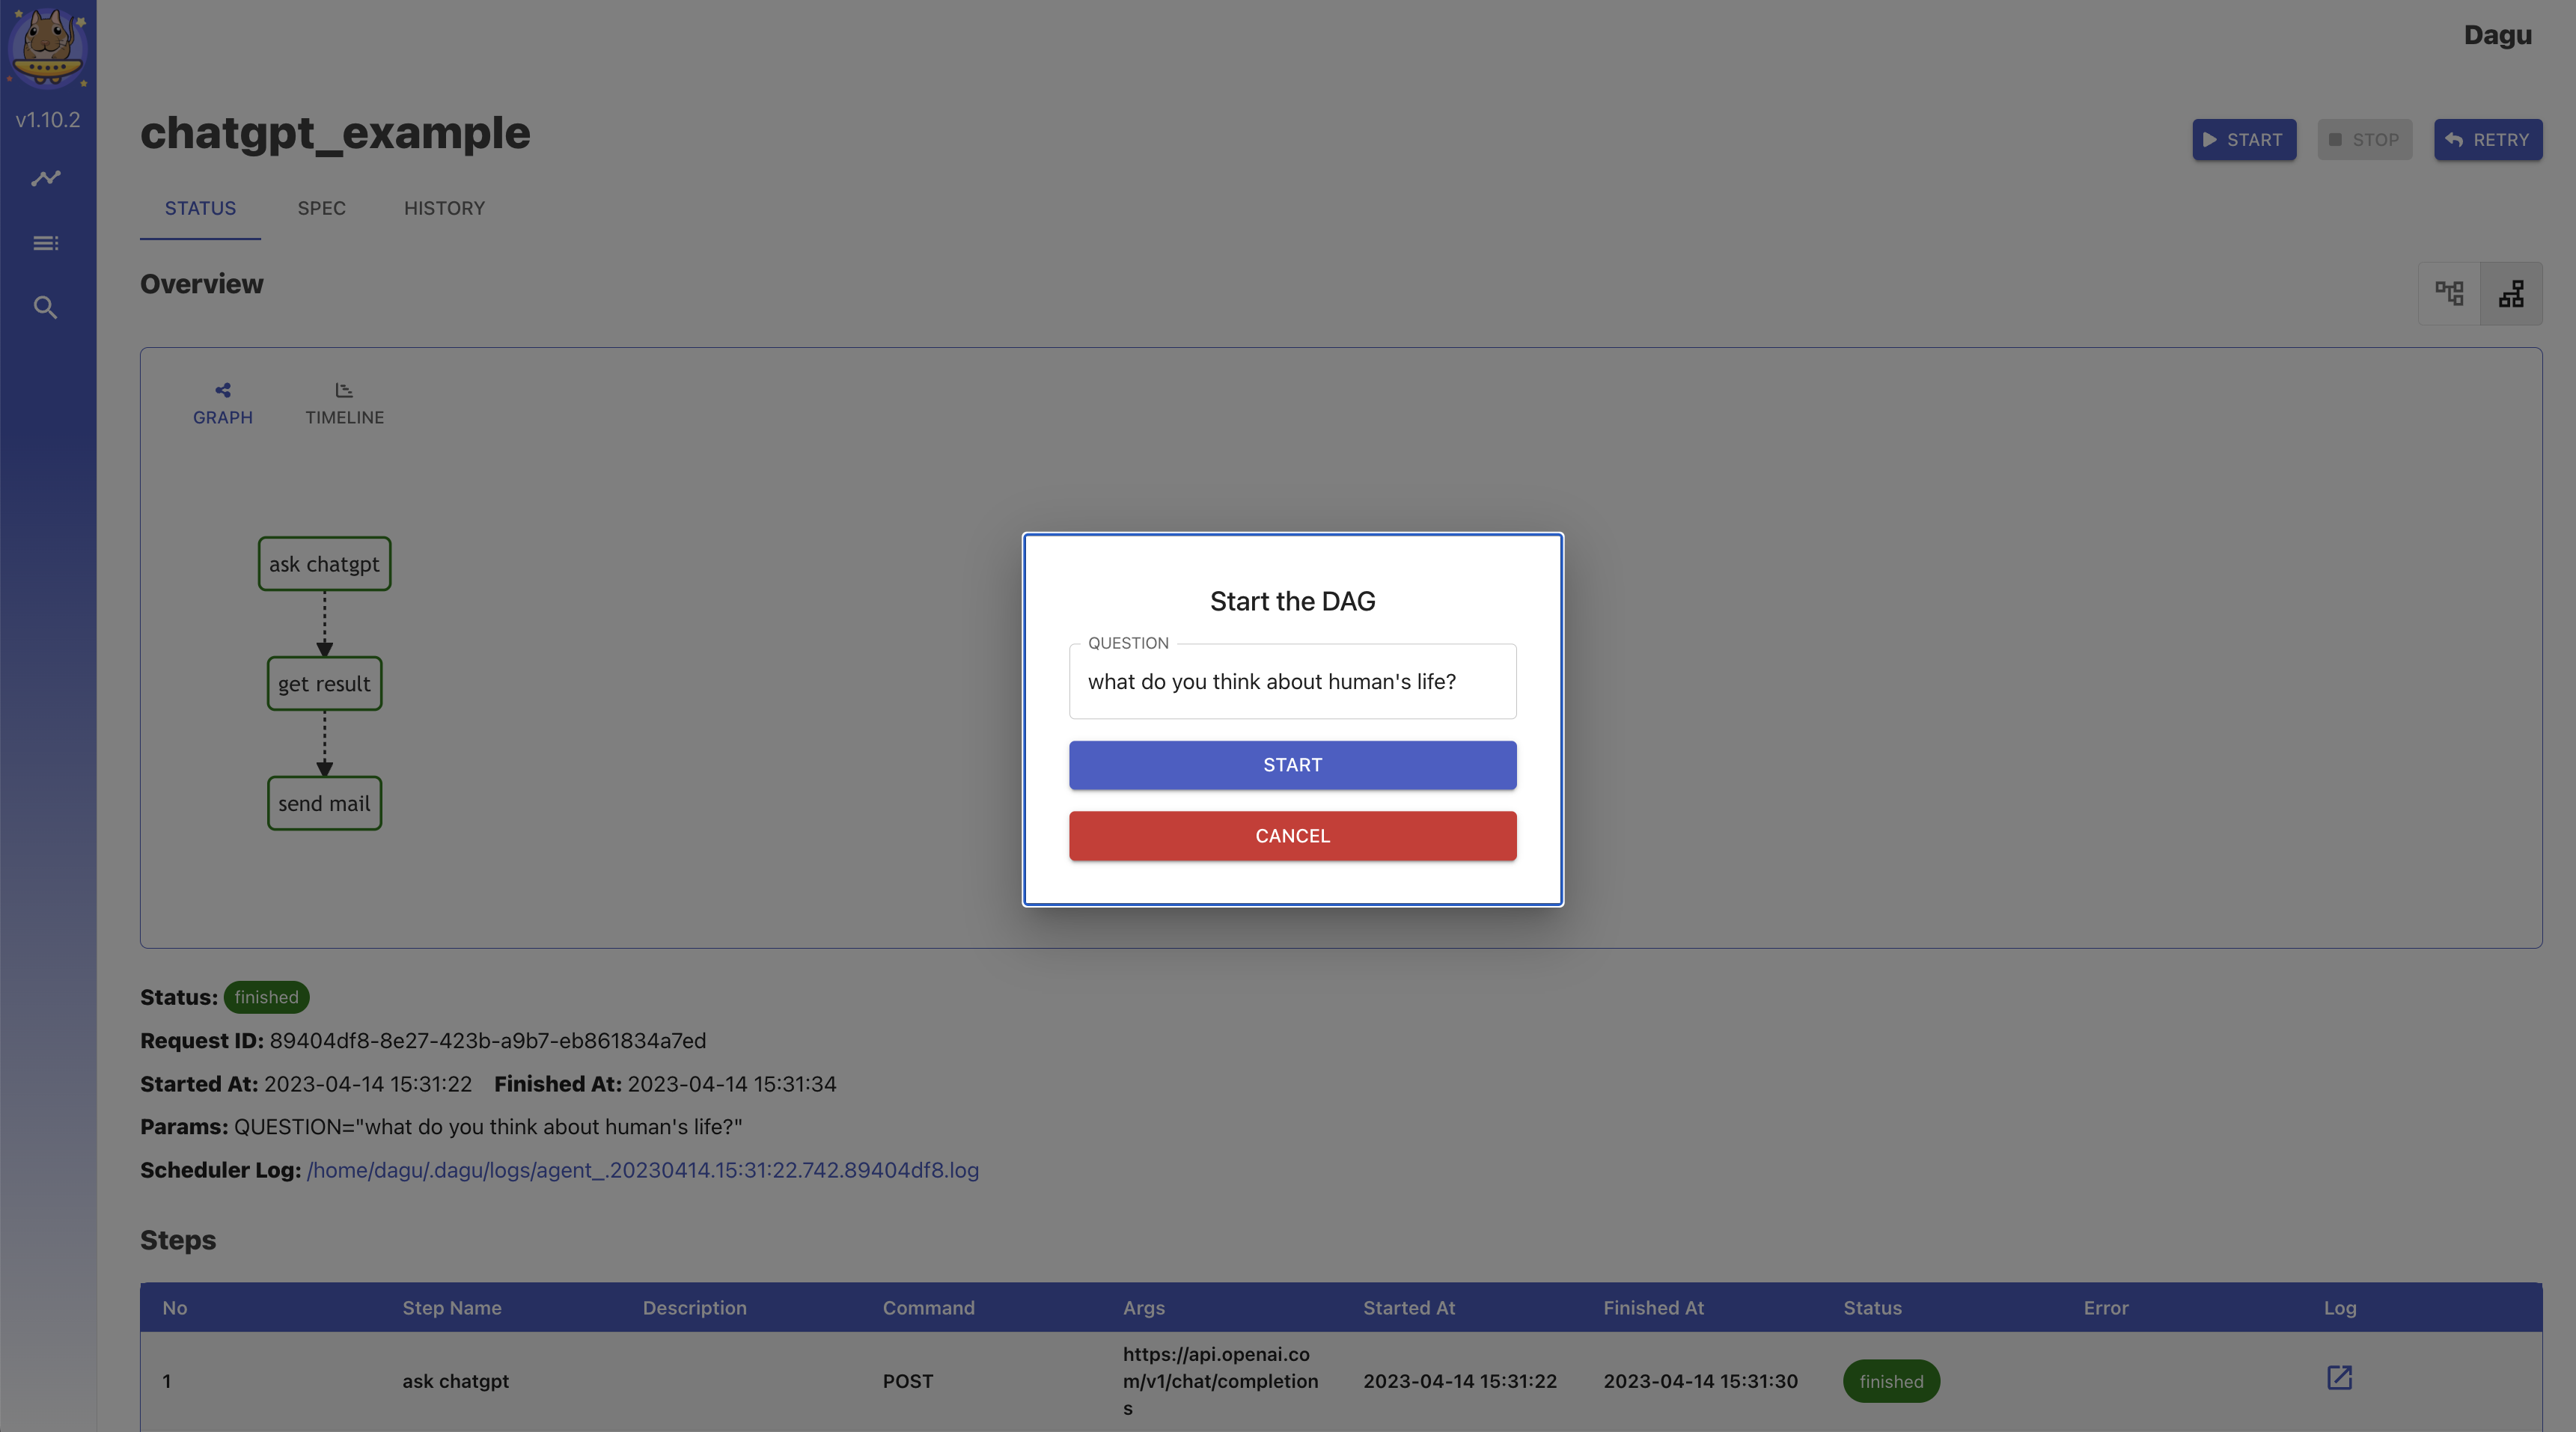 Dagu
v1.10.2
chatgpt_example
START STOP RETRY
STATUS SPEC HISTORY
Overview
GRAPH TIMELINE
ask chatgpt
get result
send mail
Start the DAG
QUESTION
what do you think about human's life?
START
CANCEL
Status: finished
Request ID: 89404df8-8e27-423b-a9b7-eb861834a7ed
Started At: 2023-04-14 15:31:22 Finished At: 2023-04-14 15:31:34
Params: QUESTION="what do you think about human's life?"
Scheduler Log: /home/dagu/.dagu/logs/agent_.20230414.15:31:22.742.89404df8.log
Steps
No Step Name Description Command Args Started At Finished At Status Error Log
1 ask chatgpt POST https://api.openai.co
m/v1/chat/completion
s
2023-04-14 15:31:22 2023-04-14 15:31:30 finished